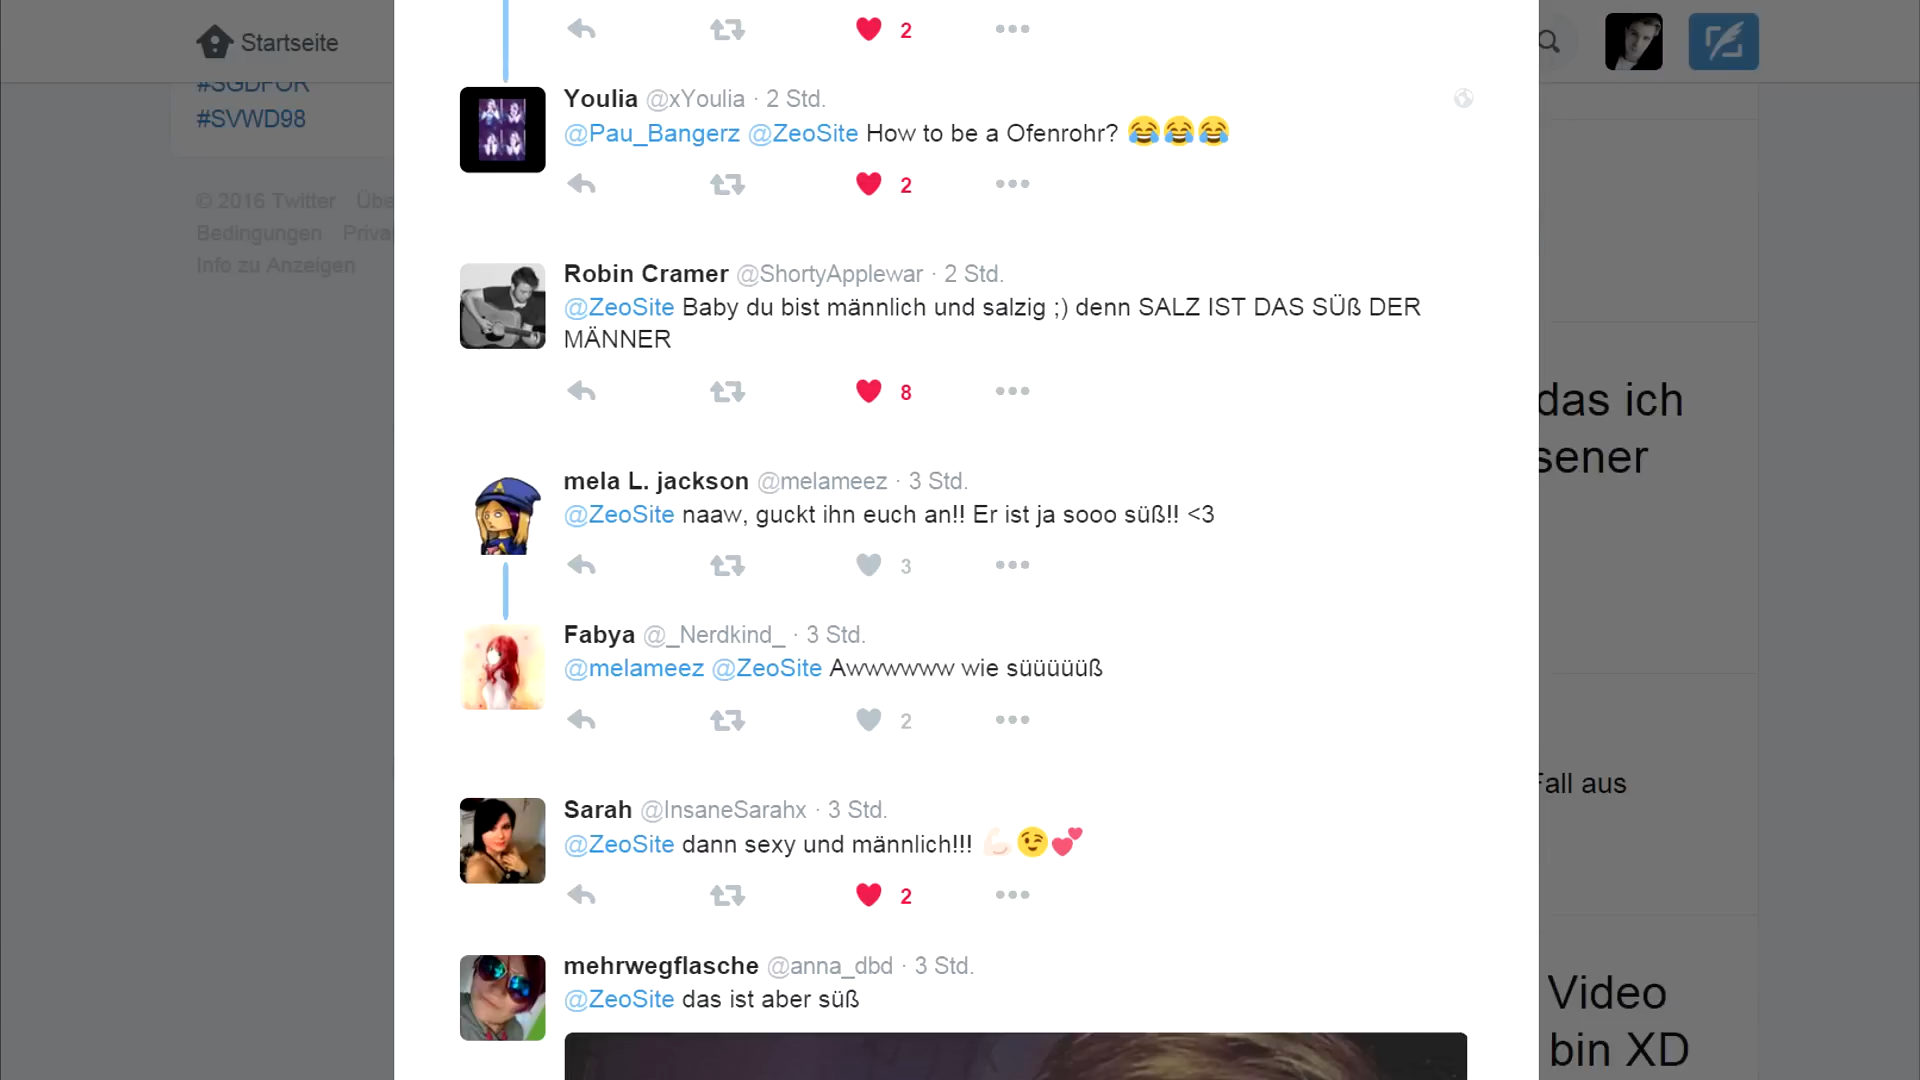 Startseite
#SGDFOR
#SVWD98
© 2016 Twitter Übe
Bedingungen Priva
Info zu Anzeigen
2
Youlia @xYoulia · 2 Std.
@Pau_Bangerz @ZeoSite How to be a Ofenrohr? 😂😂😂
2
Robin Cramer @ShortyApplewar · 2 Std.
@ZeoSite Baby du bist männlich und salzig ;) denn SALZ IST DAS SÜß DER
MÄNNER
8
mela L. jackson @melameez · 3 Std.
@ZeoSite naaw, guckt ihn euch an!! Er ist ja sooo süß!! <3
3
Fabya @_Nerdkind_ · 3 Std.
@melameez @ZeoSite Awwwwww wie süüüüüß
2
Sarah @InsaneSarahx · 3 Std.
@ZeoSite dann sexy und männlich!!! 💪🏻😉💕
2
mehrwegflasche @anna_dbd · 3 Std.
@ZeoSite das ist aber süß
das ich
sener
Fall aus
Video
bin XD